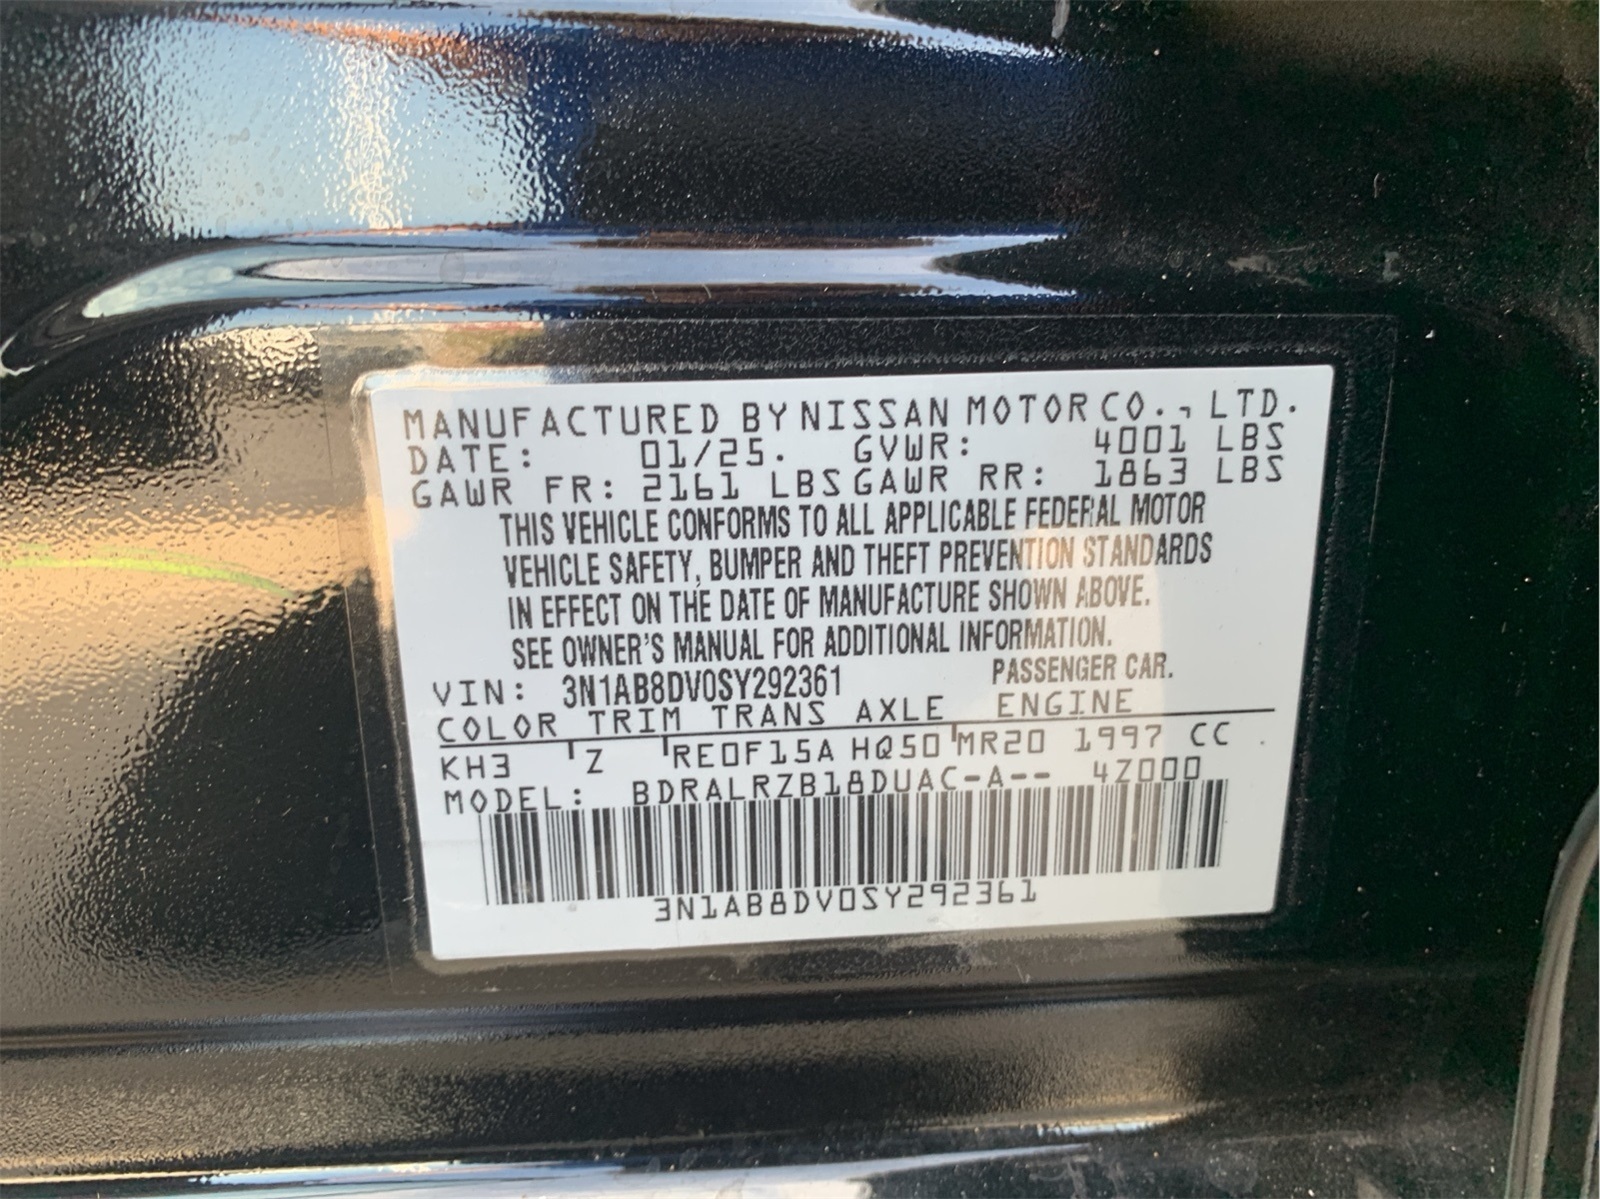 MANUFACTURED BY NISSAN MOTOR CO., LTD.
DATE: 01/25. GVWR: 4001 LBS
GAWR FR: 2161 LBS GAWR RR: 1863 LBS
THIS VEHICLE CONFORMS TO ALL APPLICABLE FEDERAL MOTOR
VEHICLE SAFETY, BUMPER AND THEFT PREVENTION STANDARDS
IN EFFECT ON THE DATE OF MANUFACTURE SHOWN ABOVE.
SEE OWNER'S MANUAL FOR ADDITIONAL INFORMATION.
VIN: 3N1AB8DV0SY292361 PASSENGER CAR.
COLOR TRIM TRANS AXLE ENGINE
KH3 Z RE0F15A HQ50 MR20 1997 CC
MODEL: BDRALRZB18DUAC-A-- 4Z000
3N1AB8DV0SY292361